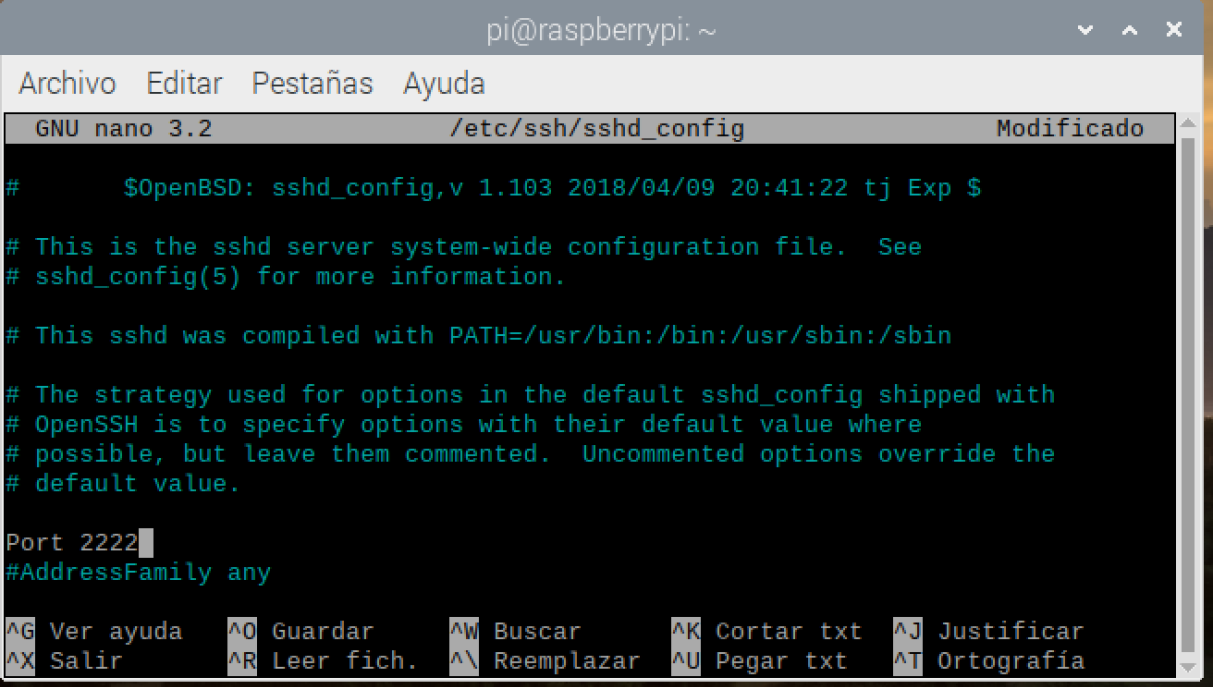 pi@raspberrypi: ~
Archivo Editar Pestañas Ayuda
GNU nano 3.2 /etc/ssh/sshd_config Modificado
# $OpenBSD: sshd_config,v 1.103 2018/04/09 20:41:22 tj Exp $
# This is the sshd server system-wide configuration file. See
# sshd_config(5) for more information.
# This sshd was compiled with PATH=/usr/bin:/bin:/usr/sbin:/sbin
# The strategy used for options in the default sshd_config shipped with
# OpenSSH is to specify options with their default value where
# possible, but leave them commented. Uncommented options override the
# default value.
Port 2222
#AddressFamily any
^G Ver ayuda ^O Guardar ^W Buscar ^K Cortar txt ^J Justificar
^X Salir ^R Leer fich. ^\ Reemplazar ^U Pegar txt ^T Ortografía